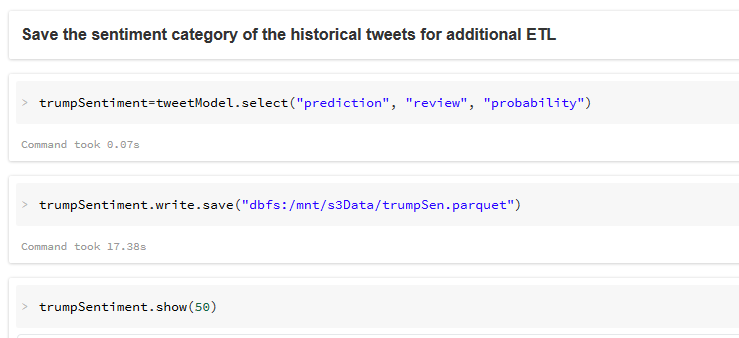 Save the sentiment category of the historical tweets for additional ETL
> trumpSentiment=tweetModel.select("prediction", "review", "probability")
Command took 0.07s
> trumpSentiment.write.save("dbfs:/mnt/s3Data/trumpSen.parquet")
Command took 17.38s
> trumpSentiment.show(50)